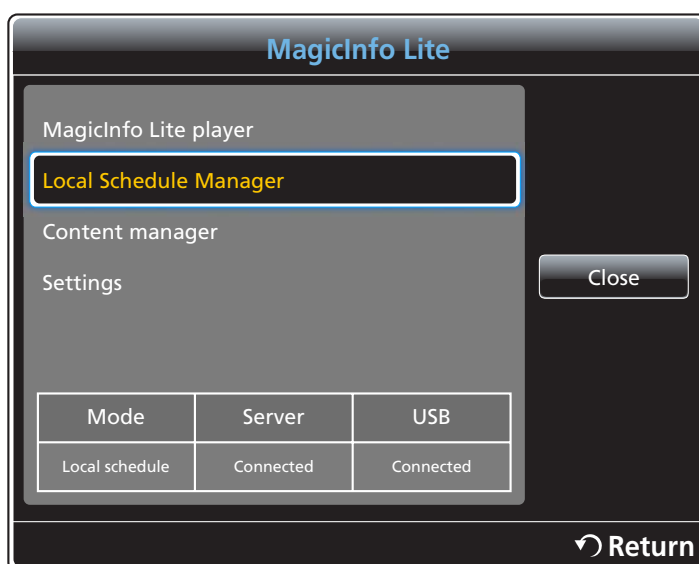 MagicInfo Lite
MagicInfo Lite player
Local Schedule Manager
Content manager
Settings
Close
Mode Server USB
Local schedule Connected Connected
Return